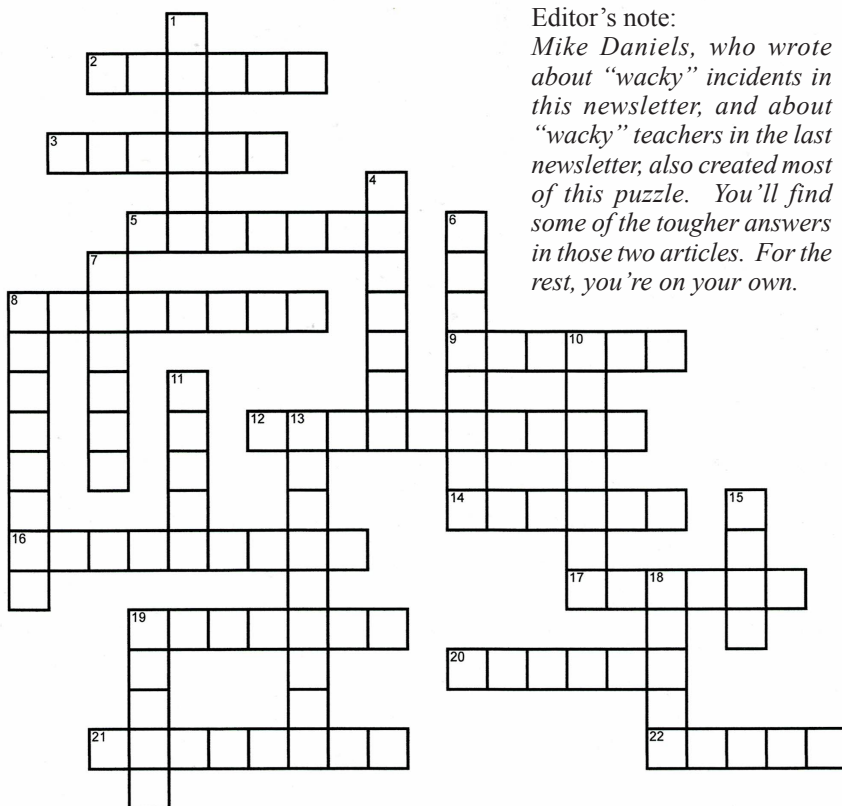 Editor’s note:
Mike Daniels, who wrote
about “wacky” incidents in
this newsletter, and about
“wacky” teachers in the last
newsletter, also created most
of this puzzle. You’ll find
some of the tougher answers
in those two articles. For the
rest, you’re on your own.
1
2
3
4
5
6
7
8
9
10
11
12
13
14
15
16
17
18
19
20
21
22